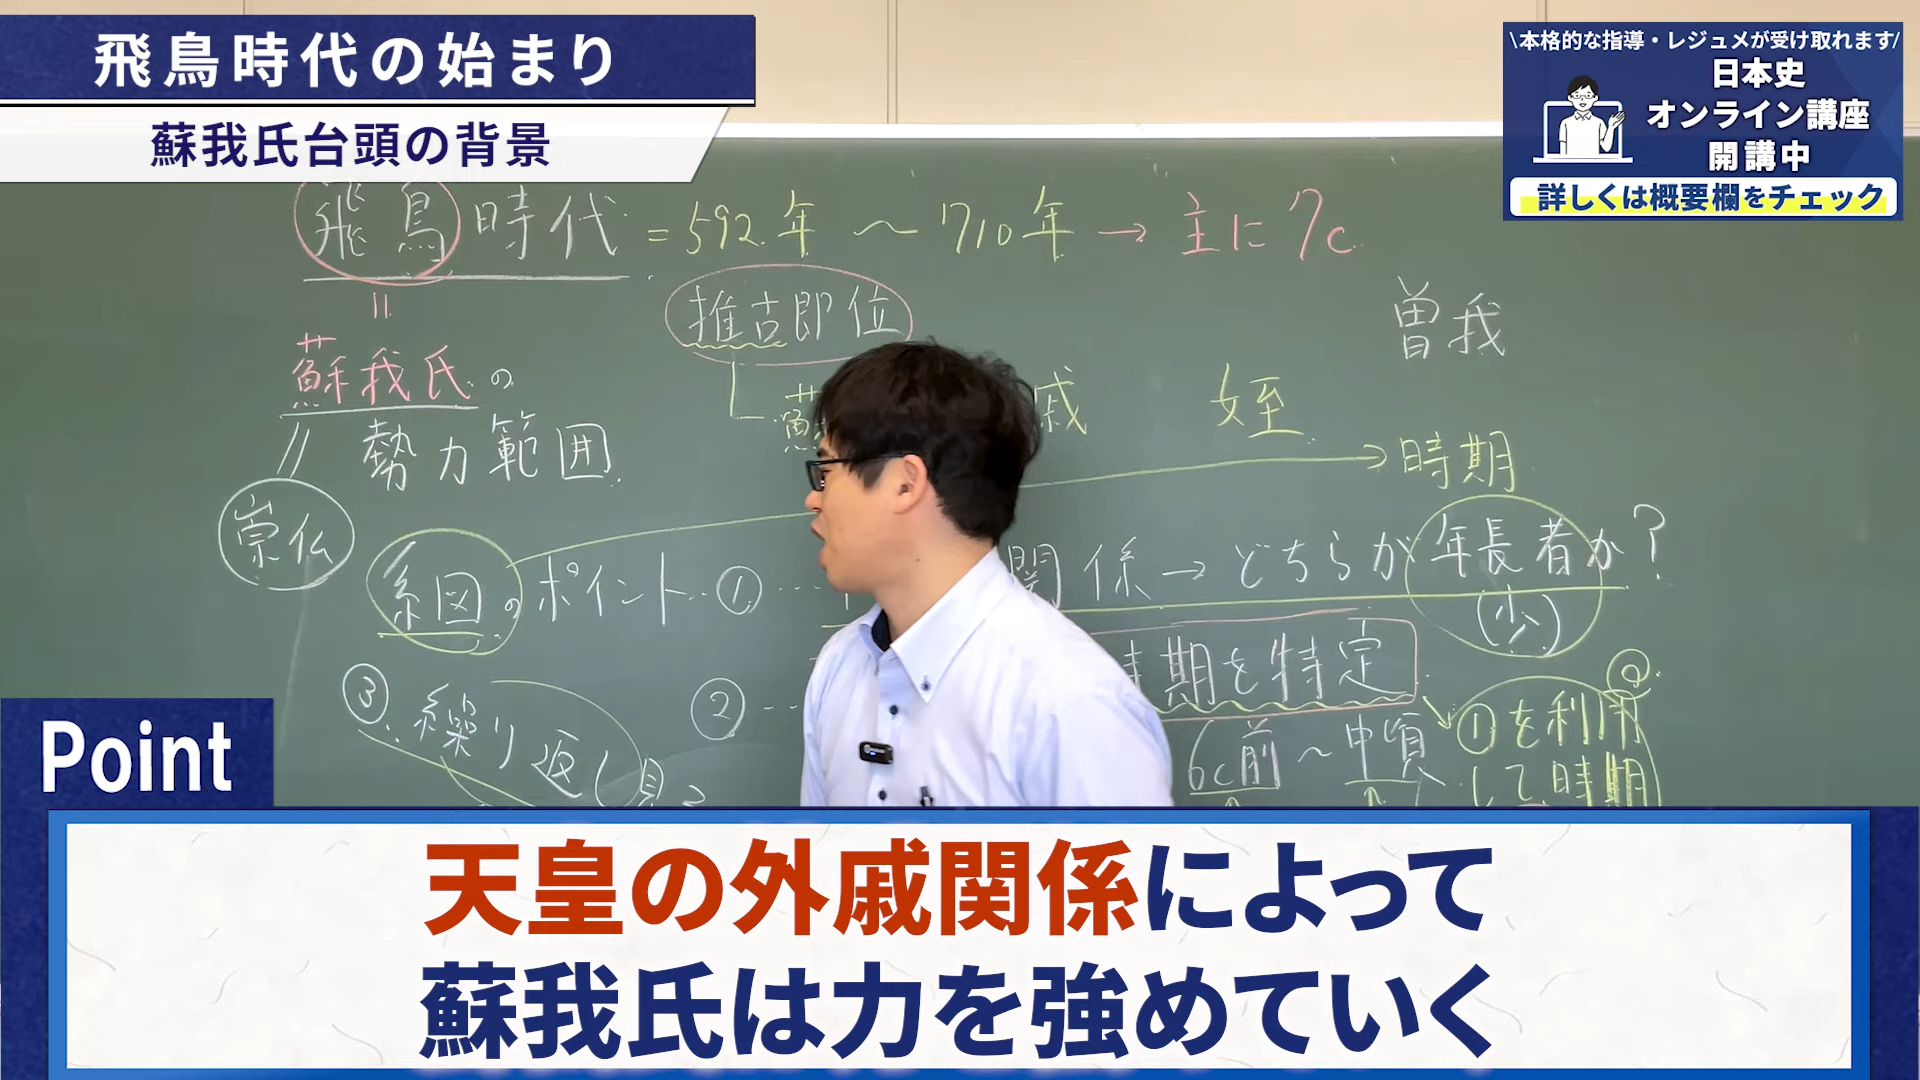 飛鳥時代の始まり
蘇我氏台頭の背景
\本格的な指導・レジュメが受け取れます/
日本史
オンライン講座
開講中
詳しくは概要欄をチェック
飛鳥時代=592年～710年→主に7c
推古即位
曽我
蘇我氏の
勢力範囲
戚
姪
→時期
崇仏
系図のポイント‥①…
関係→どちらが年長者か?
(少)
時期を特定
③‥繰り返し見る
②‥
6c前～中頃
①を利用
して時期
Point
天皇の外戚関係によって
蘇我氏は力を強めていく